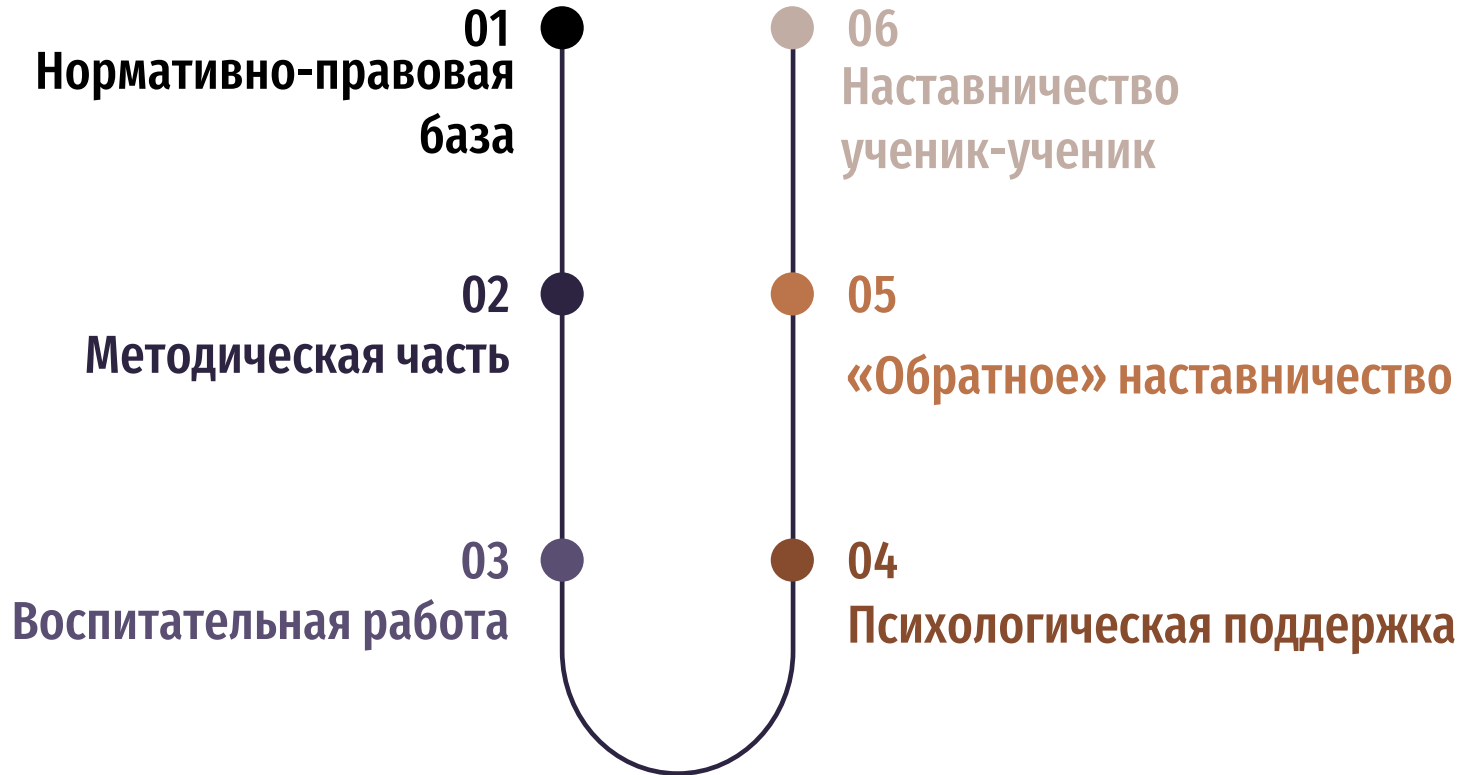 01
Нормативно-правовая
база
02
Методическая часть
03
Воспитательная работа
04
Психологическая поддержка
05
«Обратное» наставничество
06
Наставничество
ученик-ученик